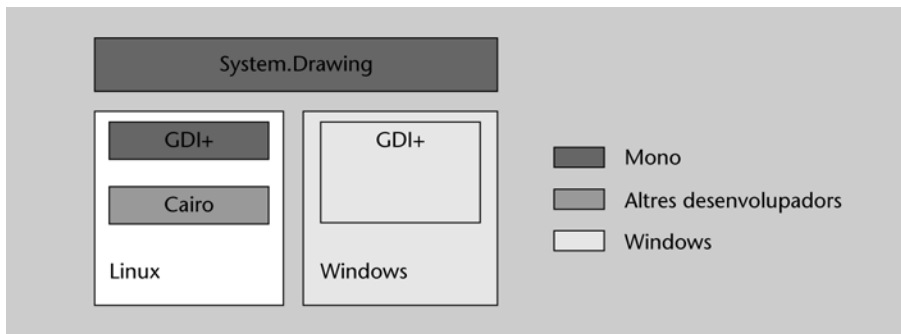 System.Drawing
GDI+
Cairo
Linux
GDI+
Windows
Mono
Altres desenvolupadors
Windows